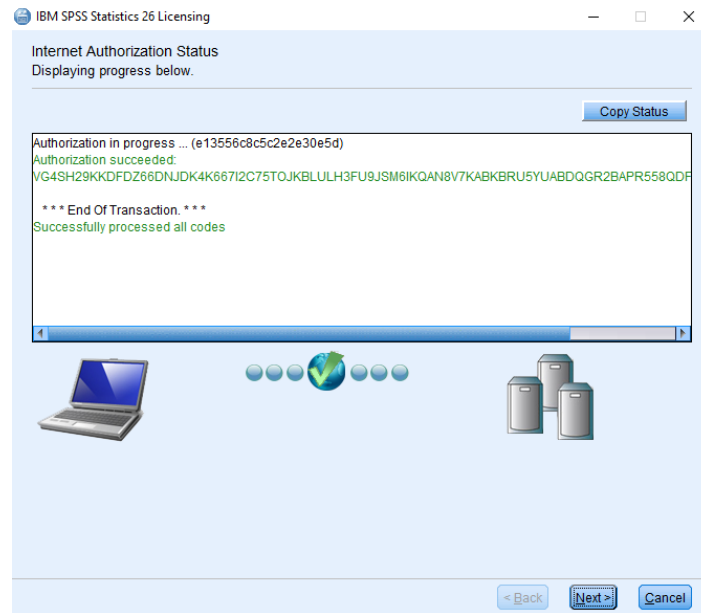 IBM SPSS Statistics 26 Licensing
Internet Authorization Status
Displaying progress below.
Copy Status
Authorization in progress ... (e13556c8c5c2e2e30e5d)
Authorization succeeded:
VG4SH29KKDFDZ66DNJDK4K667I2C75TOJKBLULH3FU9JSM6IKQAN8V7KABKBRU5YUABDQGR2BAPR558QDF
* * * End Of Transaction. * * *
Successfully processed all codes
< Back
Next >
Cancel